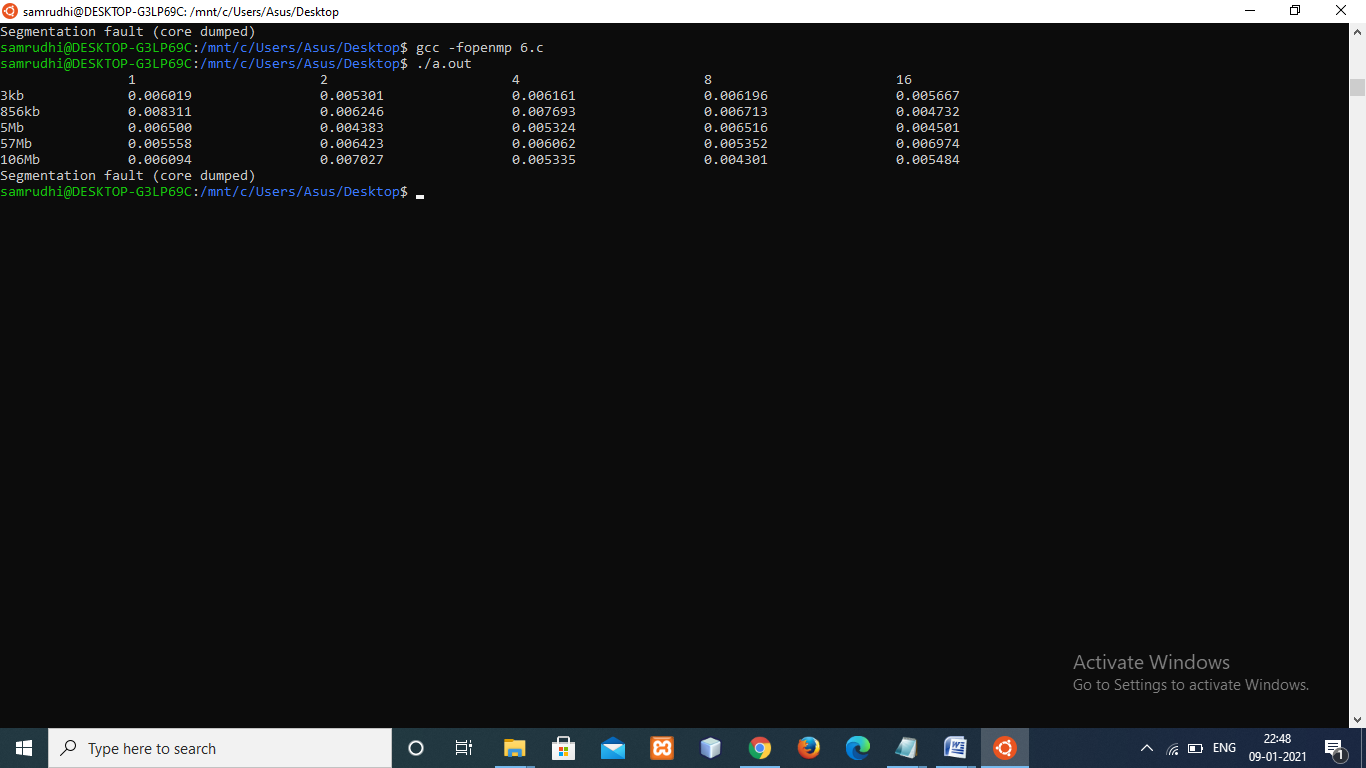 samrudhi@DESKTOP-G3LP69C: /mnt/c/Users/Asus/Desktop
Segmentation fault (core dumped)
samrudhi@DESKTOP-G3LP69C:/mnt/c/Users/Asus/Desktop$ gcc -fopenmp 6.c
samrudhi@DESKTOP-G3LP69C:/mnt/c/Users/Asus/Desktop$ ./a.out
1 2 4 8 16
3kb 0.006019 0.005301 0.006161 0.006196 0.005667
856kb 0.008311 0.006246 0.007693 0.006713 0.004732
5Mb 0.006500 0.004383 0.005324 0.006516 0.004501
57Mb 0.005558 0.006423 0.006062 0.005352 0.006974
106Mb 0.006094 0.007027 0.005335 0.004301 0.005484
Segmentation fault (core dumped)
samrudhi@DESKTOP-G3LP69C:/mnt/c/Users/Asus/Desktop$
Activate Windows
Go to Settings to activate Windows.
Type here to search
ENG
22:48
09-01-2021
1